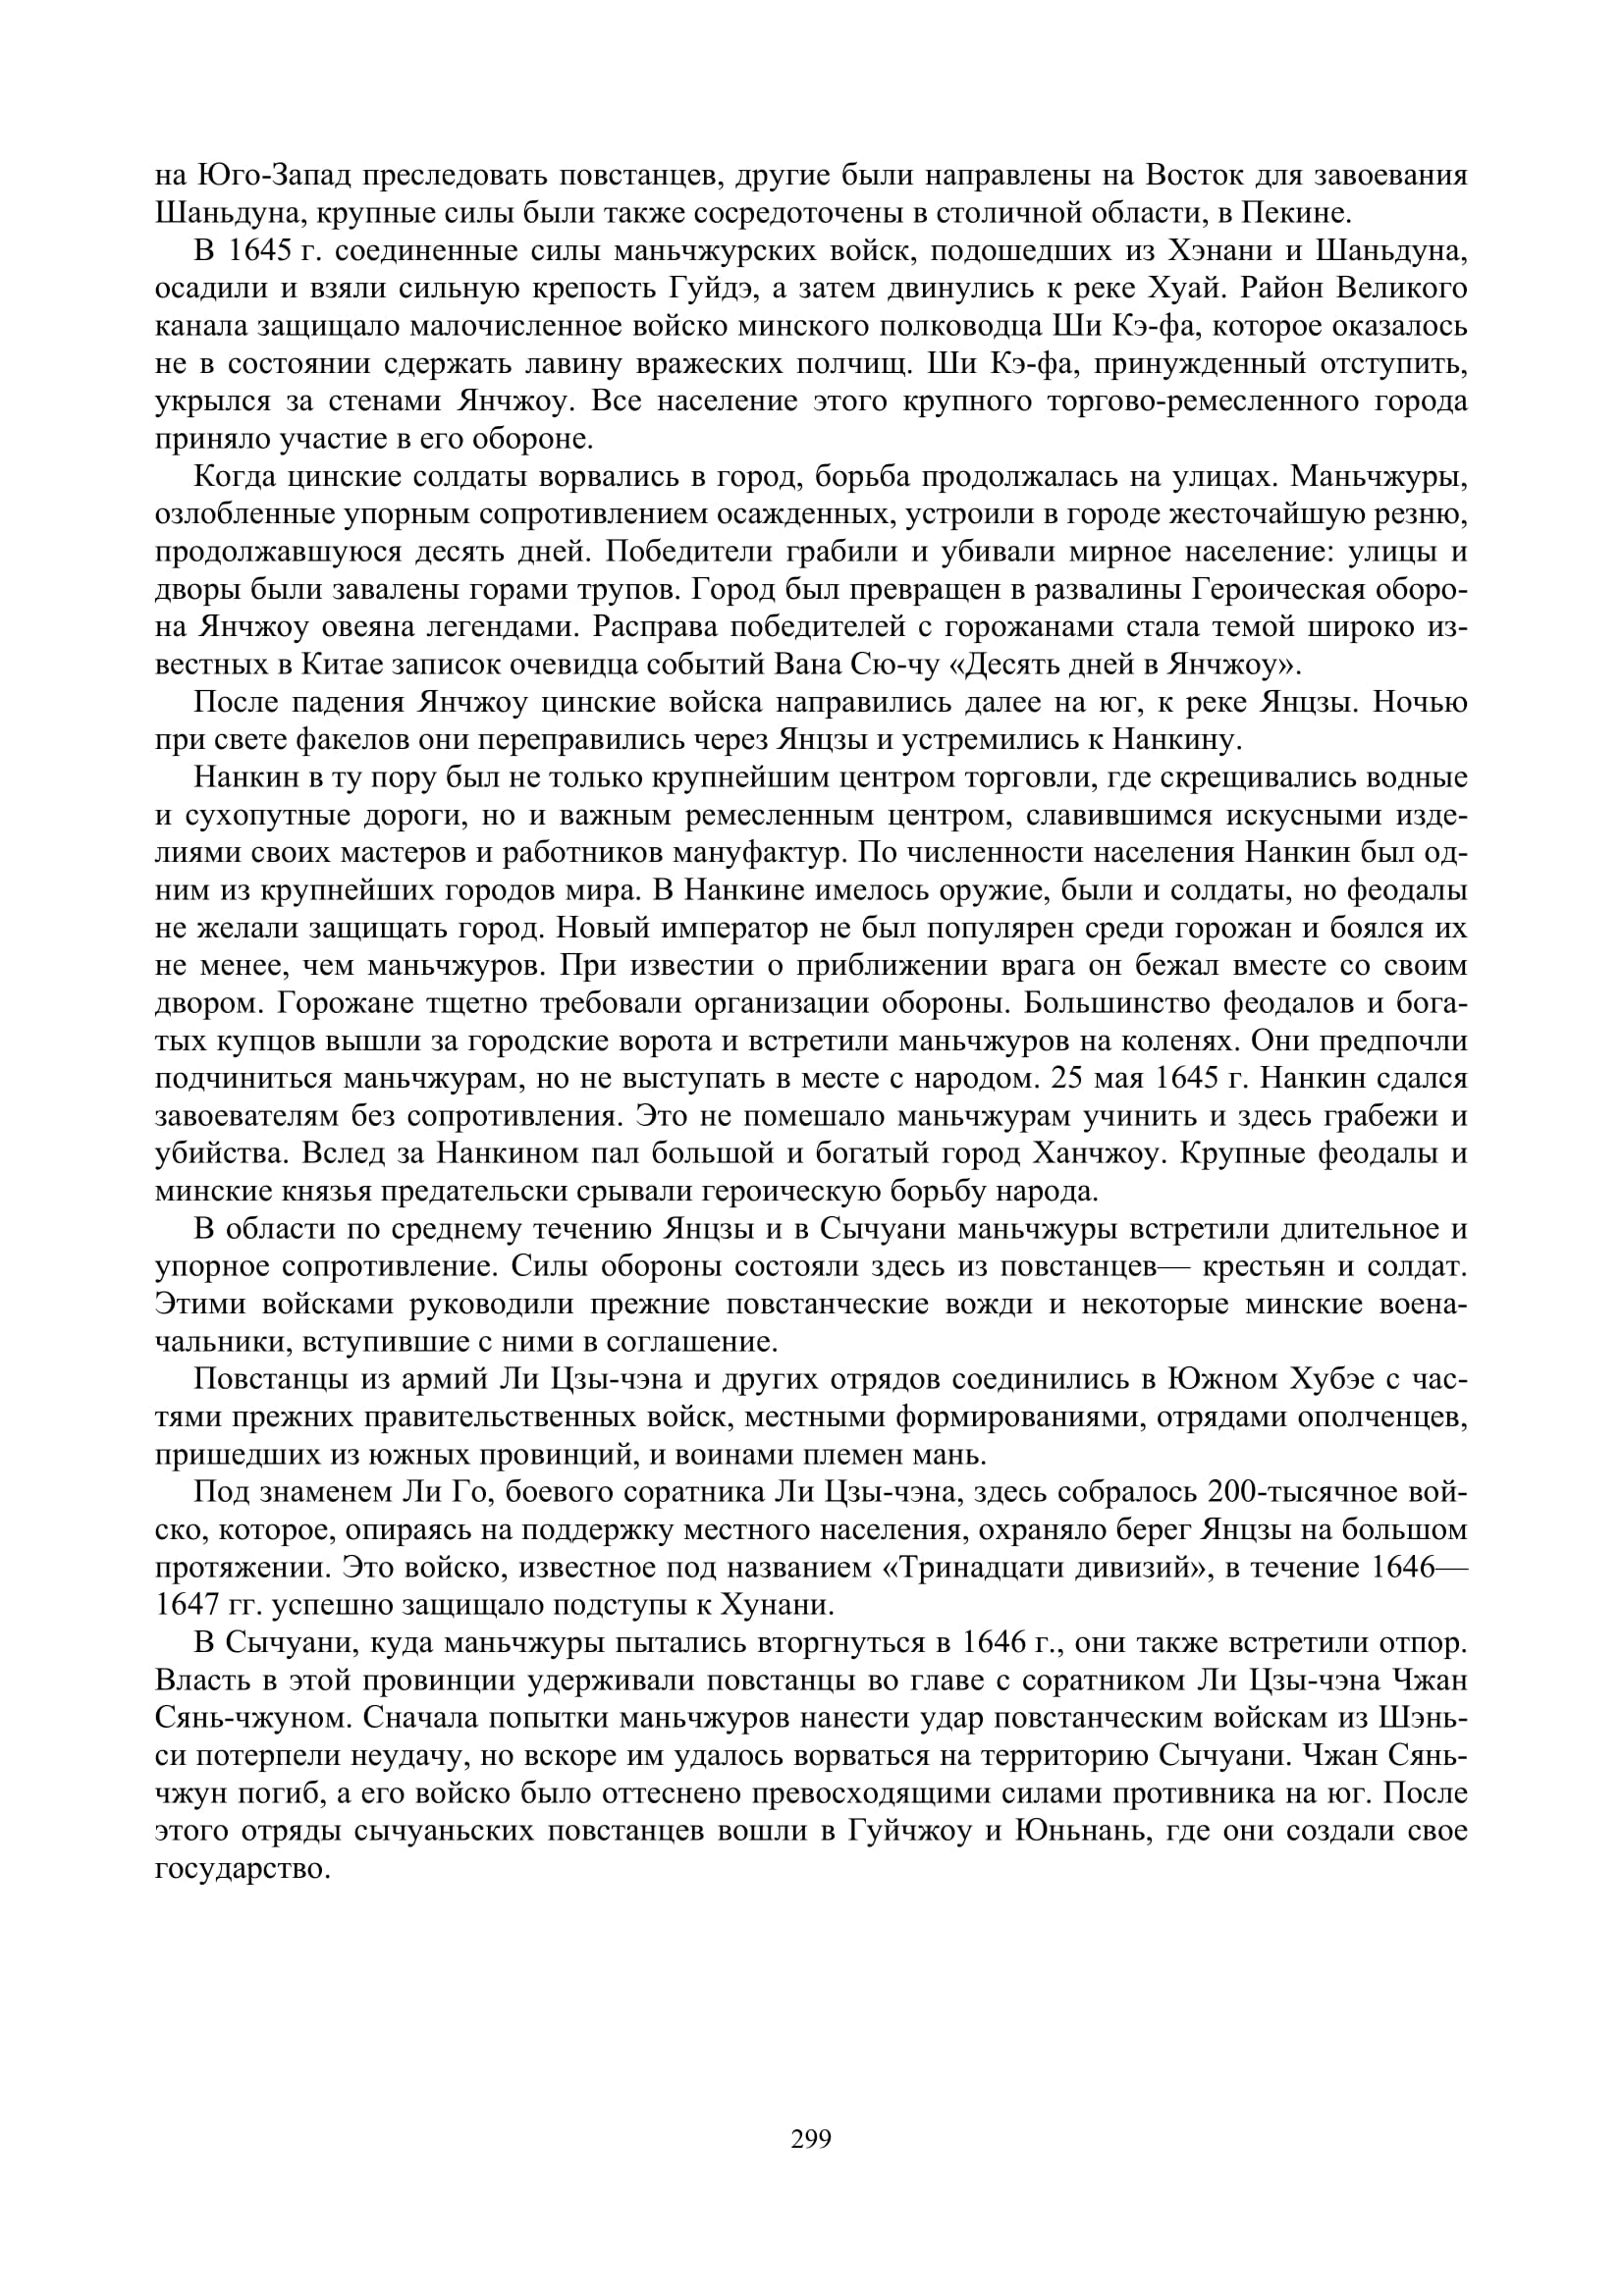 на Юго-Запад преследовать повстанцев, другие были направлены на Восток для завоевания
Шаньдуна, крупные силы были также сосредоточены в столичной области, в Пекине.
В 1645 г. соединенные силы маньчжурских войск, подошедших из Хэнани и Шаньдуна,
осадили и взяли сильную крепость Гуйдэ, а затем двинулись к реке Хуай. Район Великого
канала защищало малочисленное войско минского полководца Ши Кэ-фа, которое оказалось
не в состоянии сдержать лавину вражеских полчищ. Ши Кэ-фа, принужденный отступить,
укрылся за стенами Янчжоу. Все население этого крупного торгово-ремесленного города
приняло участие в его обороне.
Когда цинские солдаты ворвались в город, борьба продолжалась на улицах. Маньчжуры,
озлобленные упорным сопротивлением осажденных, устроили в городе жесточайшую резню,
продолжавшуюся десять дней. Победители грабили и убивали мирное население: улицы и
дворы были завалены горами трупов. Город был превращен в развалины Героическая оборо-
на Янчжоу овеяна легендами. Расправа победителей с горожанами стала темой широко из-
вестных в Китае записок очевидца событий Вана Сю-чу «Десять дней в Янчжоу».
После падения Янчжоу цинские войска направились далее на юг, к реке Янцзы. Ночью
при свете факелов они переправились через Янцзы и устремились к Нанкину.
Нанкин в ту пору был не только крупнейшим центром торговли, где скрещивались водные
и сухопутные дороги, но и важным ремесленным центром, славившимся искусными изде-
лиями своих мастеров и работников мануфактур. По численности населения Нанкин был од-
ним из крупнейших городов мира. В Нанкине имелось оружие, были и солдаты, но феодалы
не желали защищать город. Новый император не был популярен среди горожан и боялся их
не менее, чем маньчжуров. При известии о приближении врага он бежал вместе со своим
двором. Горожане тщетно требовали организации обороны. Большинство феодалов и бога-
тых купцов вышли за городские ворота и встретили маньчжуров на коленях. Они предпочли
подчиниться маньчжурам, но не выступать в месте с народом. 25 мая 1645 г. Нанкин сдался
завоевателям без сопротивления. Это не помешало маньчжурам учинить и здесь грабежи и
убийства. Вслед за Нанкином пал большой и богатый город Ханчжоу. Крупные феодалы и
минские князья предательски срывали героическую борьбу народа.
В области по среднему течению Янцзы и в Сычуани маньчжуры встретили длительное и
упорное сопротивление. Силы обороны состояли здесь из повстанцев— крестьян и солдат.
Этими войсками руководили прежние повстанческие вожди и некоторые минские воена-
чальники, вступившие с ними в соглашение.
Повстанцы из армий Ли Цзы-чэна и других отрядов соединились в Южном Хубэе с час-
тями прежних правительственных войск, местными формированиями, отрядами ополченцев,
пришедших из южных провинций, и воинами племен мань.
Под знаменем Ли Го, боевого соратника Ли Цзы-чэна, здесь собралось 200-тысячное вой-
ско, которое, опираясь на поддержку местного населения, охраняло берег Янцзы на большом
протяжении. Это войско, известное под названием «Тринадцати дивизий», в течение 1646—
1647 гг. успешно защищало подступы к Хунани.
В Сычуани, куда маньчжуры пытались вторгнуться в 1646 г., они также встретили отпор.
Власть в этой провинции удерживали повстанцы во главе с соратником Ли Цзы-чэна Чжан
Сянь-чжуном. Сначала попытки маньчжуров нанести удар повстанческим войскам из Шэнь-
си потерпели неудачу, но вскоре им удалось ворваться на территорию Сычуани. Чжан Сянь-
чжун погиб, а его войско было оттеснено превосходящими силами противника на юг. После
этого отряды сычуаньских повстанцев вошли в Гуйчжоу и Юньнань, где они создали свое
государство.
299